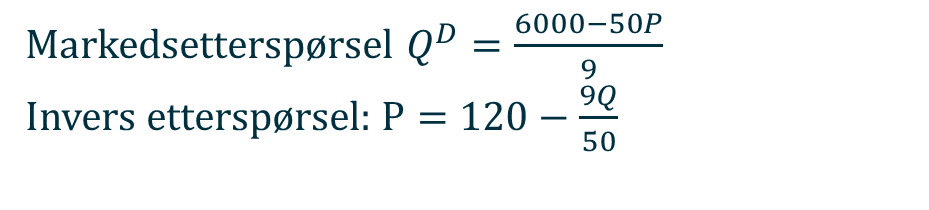 Markedsetterspørsel Q^D = (6000−50P)/9
Invers etterspørsel: P = 120 − 9Q/50